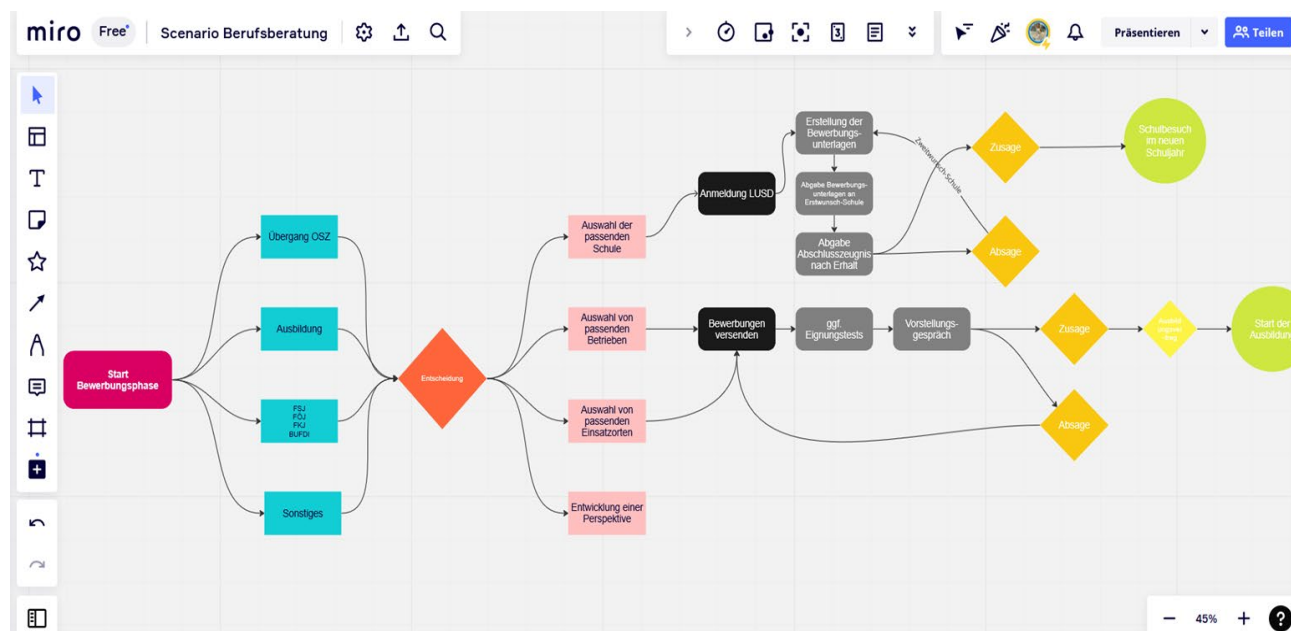 miro
Free
Scenario Berufsberatung
3
Präsentieren
Teilen
Start
Bewerbungsphase
Übergang OSZ
Ausbildung
FSJ
FÖJ
FKJ
BUFDI
Sonstiges
Entscheidung
Auswahl der
passenden
Schule
Auswahl von
passenden
Betrieben
Auswahl von
passenden
Einsatzorten
Entwicklung einer
Perspektive
Anmeldung LUSD
Erstellung der
Bewerbungs-
unterlagen
Abgabe Bewerbungs-
unterlagen an
Erstwunsch-Schule
Abgabe
Abschlusszeugnis
nach Erhalt
Zweitwunsch-Schule
Zusage
Absage
Schulbesuch
im neuen
Schuljahr
Bewerbungen
versenden
ggf.
Eignungstests
Vorstellungs-
gespräch
Zusage
Absage
Start der
Ausbildung
45%
?